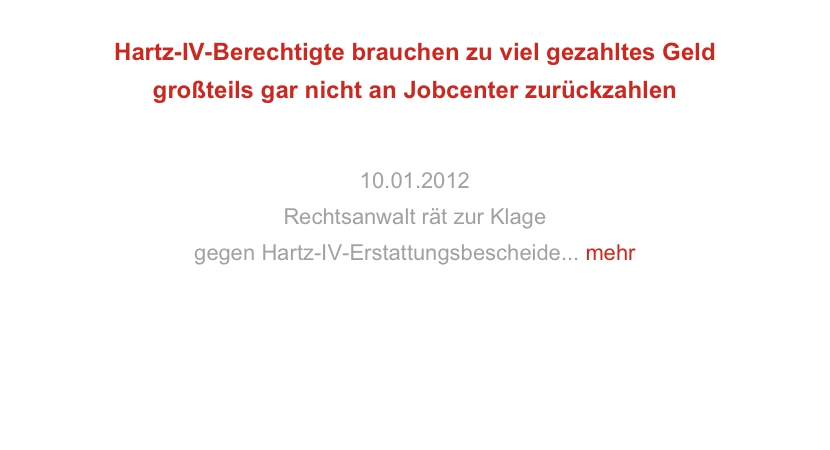 Hartz-IV-Berechtigte brauchen zu viel gezahltes Geld
großteils gar nicht an Jobcenter zurückzahlen
10.01.2012
Rechtsanwalt rät zur Klage
gegen Hartz-IV-Erstattungsbescheide... mehr